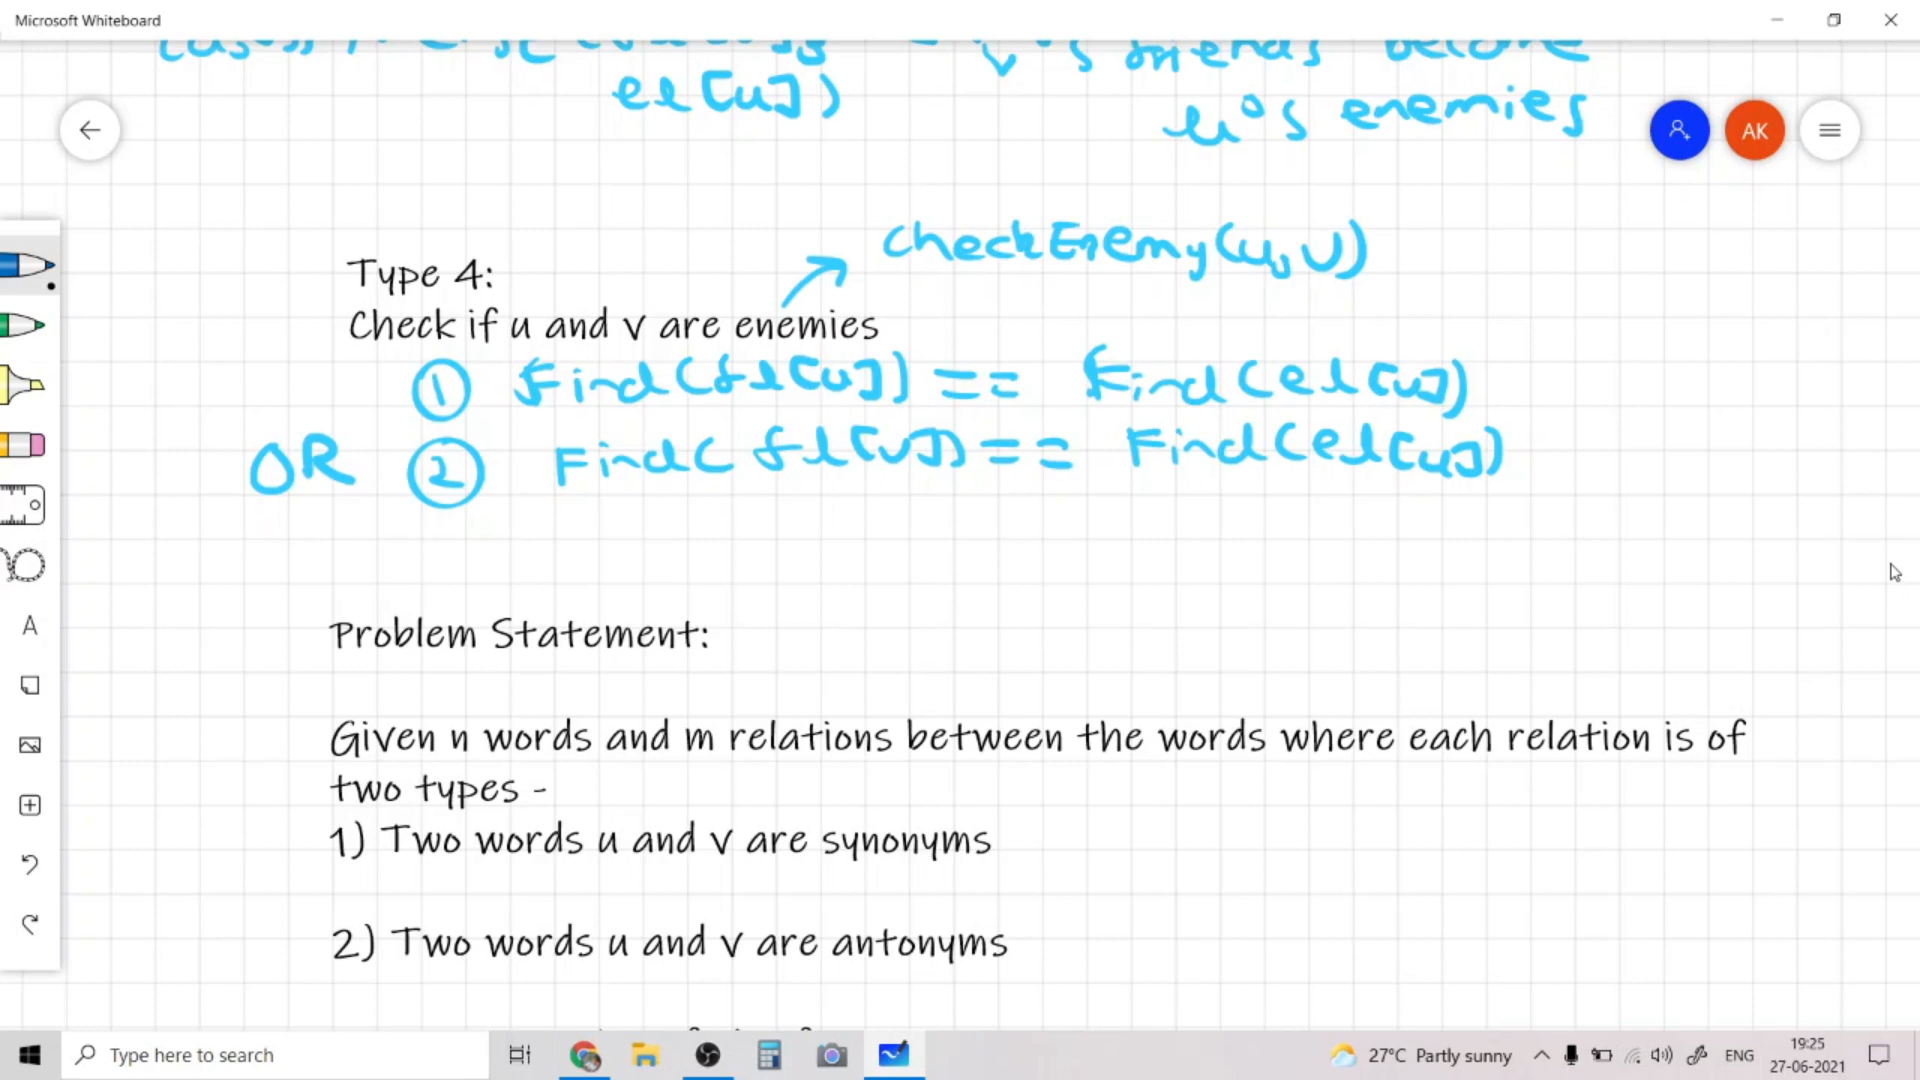 Microsoft Whiteboard
el[u])
v's friends become
u's enemies
AK
checkEnemy(u,v)
Type 4:
Check if u and v are enemies
1 Find(fl[u]) == Find(el[v])
OR 2 Find(fl[v]) == Find(el[u])
A
Problem Statement:
Given n words and m relations between the words where each relation is of
two types -
1) Two words u and v are synonyms
2) Two words u and v are antonyms
Type here to search
27°C Partly sunny
ENG
19:25
27-06-2021